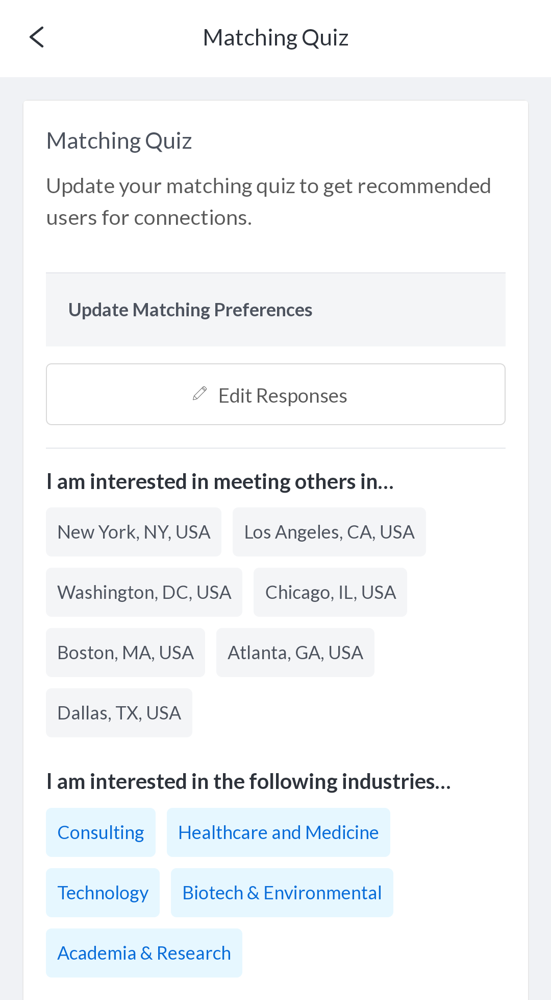 Matching Quiz
Matching Quiz
Update your matching quiz to get recommended
users for connections.
Update Matching Preferences
Edit Responses
I am interested in meeting others in...
New York, NY, USA
Los Angeles, CA, USA
Washington, DC, USA
Chicago, IL, USA
Boston, MA, USA
Atlanta, GA, USA
Dallas, TX, USA
I am interested in the following industries...
Consulting
Healthcare and Medicine
Technology
Biotech & Environmental
Academia & Research